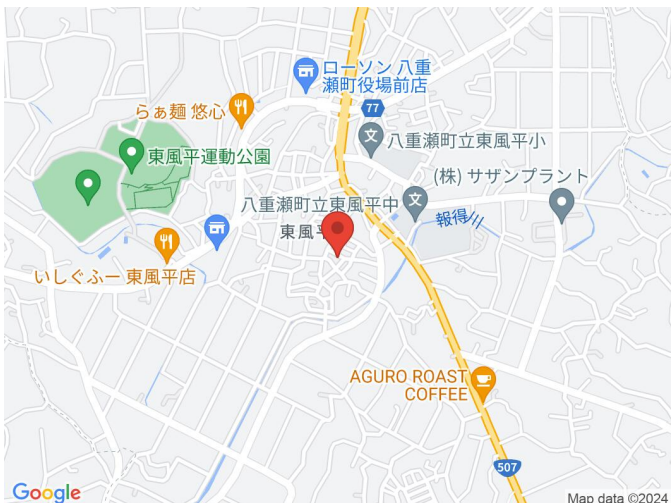 ローソン 八重
瀬町役場前店
らぁ麺 悠心
77
八重瀬町立東風平小
東風平運動公園
(株) サザンプラント
八重瀬町立東風平中
報得川
東風平
いしぐふー 東風平店
AGURO ROAST
COFFEE
507
Google
Map data ©2024